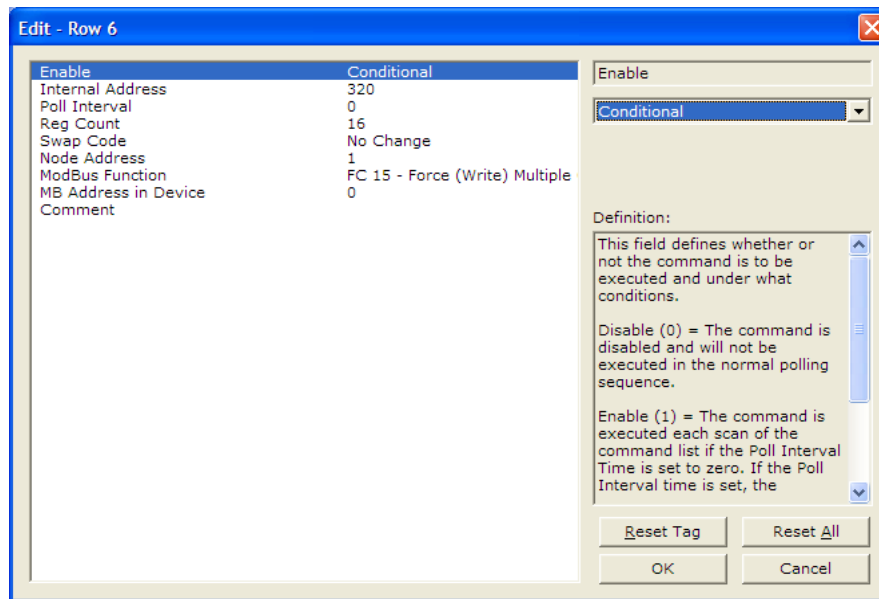 Edit - Row 6
Enable Conditional
Internal Address 320
Poll Interval 0
Reg Count 16
Swap Code No Change
Node Address 1
ModBus Function FC 15 - Force (Write) Multiple
MB Address in Device 0
Comment
Enable
Conditional
Definition:
This field defines whether or
not the command is to be
executed and under what
conditions.
Disable (0) = The command is
disabled and will not be
executed in the normal polling
sequence.
Enable (1) = The command is
executed each scan of the
command list if the Poll Interval
Time is set to zero. If the Poll
Interval time is set, the
Reset Tag Reset All
OK Cancel